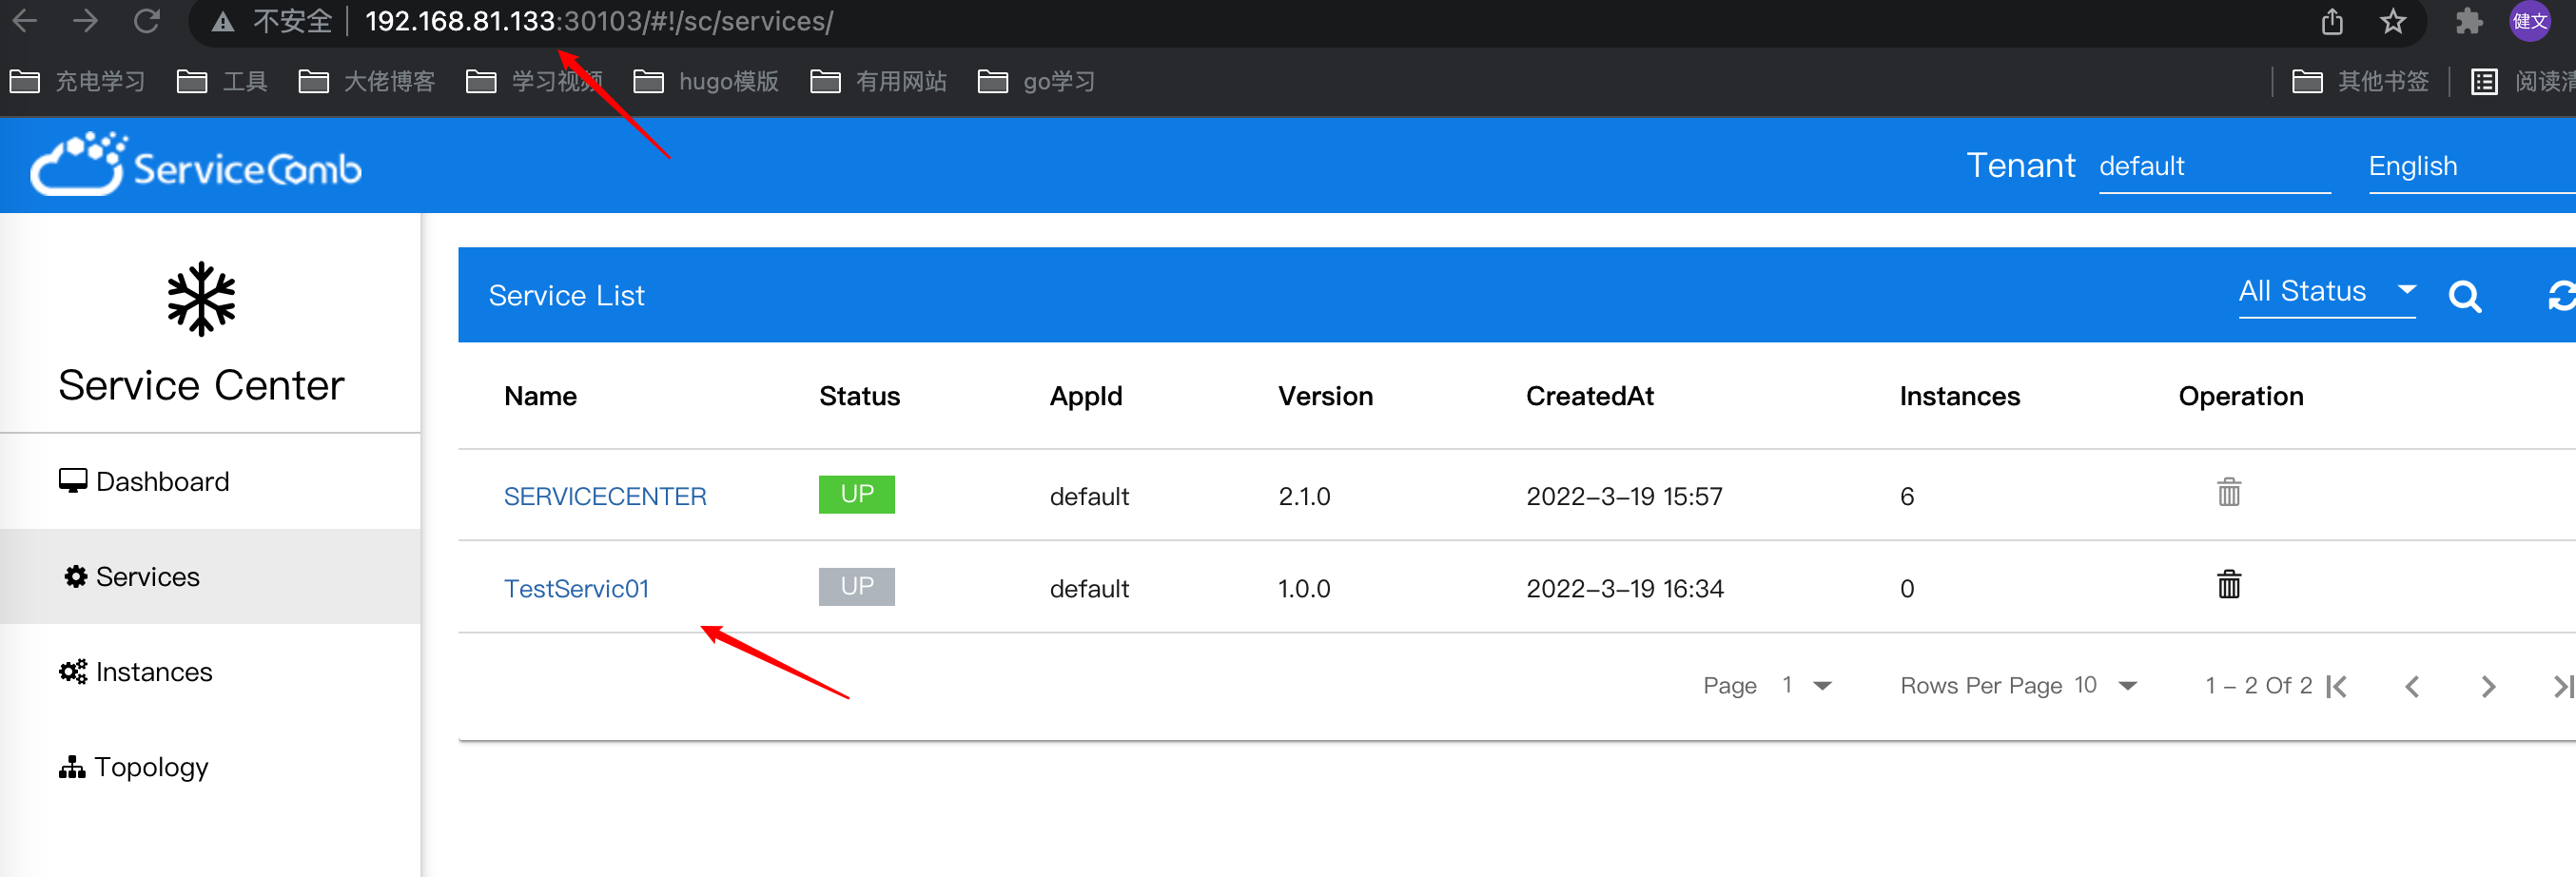 不安全 192.168.81.133:30103/#!/sc/services/ 健文
充电学习 工具 大佬博客 学习视频 hugo模版 有用网站 go学习 其他书签 阅读清
ServiceComb Tenant default English
Service Center
Dashboard
Services
Instances
Topology
Service List All Status
Name Status AppId Version CreatedAt Instances Operation
SERVICECENTER UP default 2.1.0 2022-3-19 15:57 6
TestServic01 UP default 1.0.0 2022-3-19 16:34 0
Page 1 Rows Per Page 10 1 - 2 Of 2